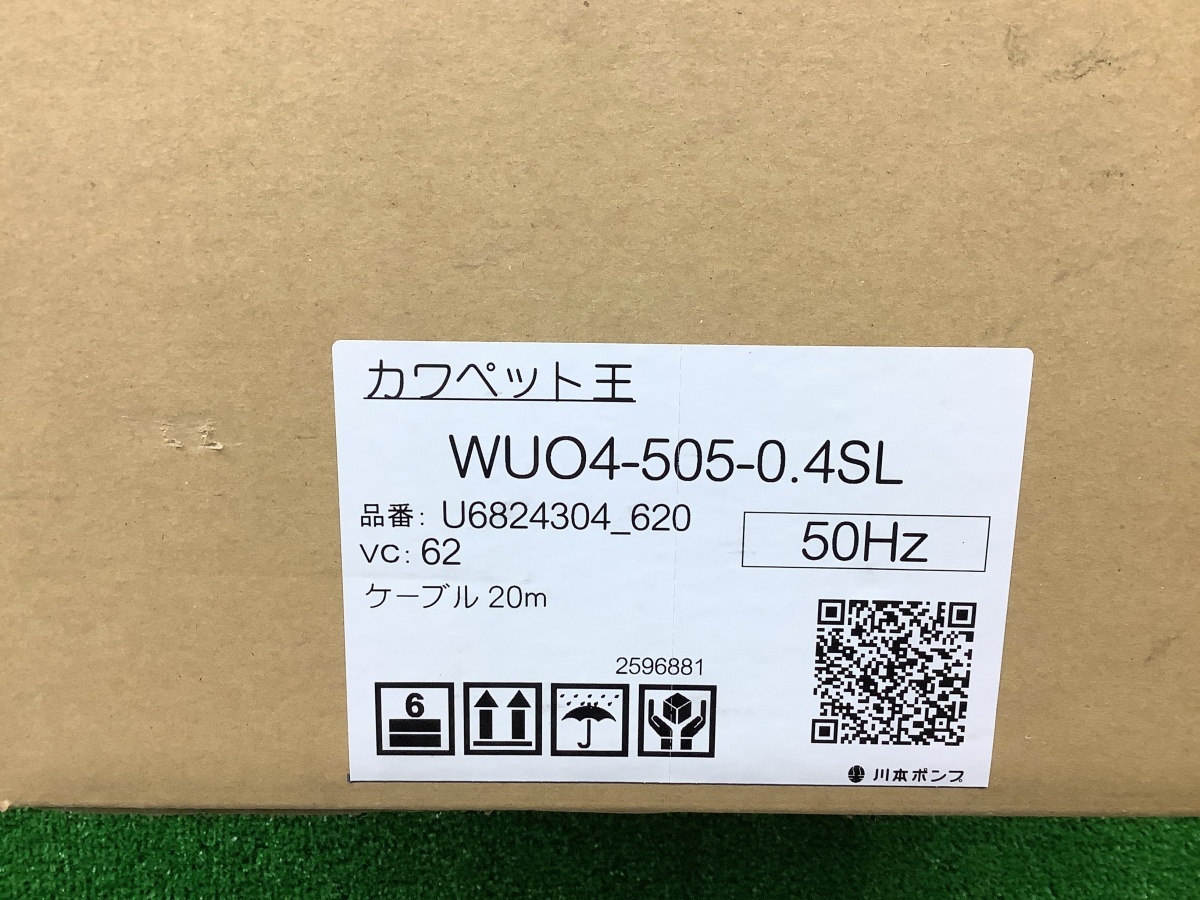 カワペット王
WUO4-505-0.4SL
品番: U6824304_620
VC: 62
50Hz
ケーブル 20m
2596881
6
川本ポンプ